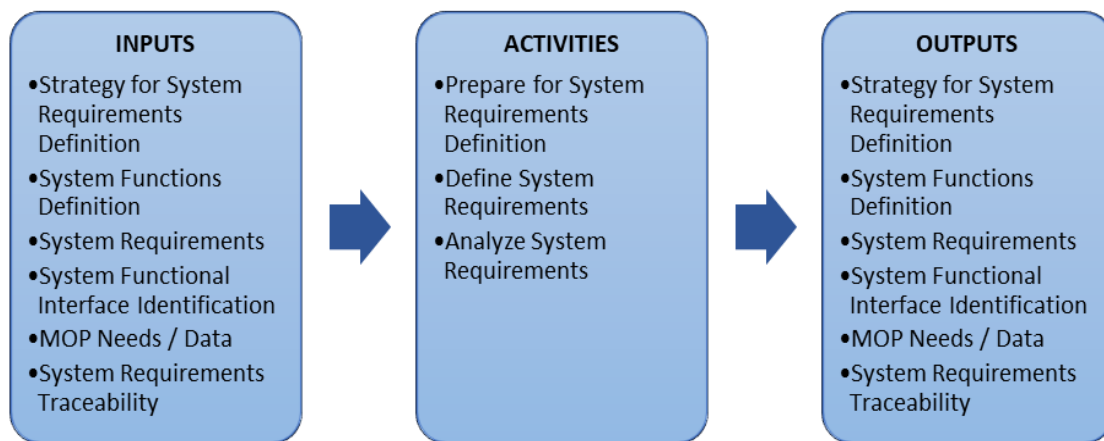 INPUTS
•Strategy for System
Requirements
Definition
•System Functions
Definition
•System Requirements
•System Functional
Interface Identification
•MOP Needs / Data
•System Requirements
Traceability
ACTIVITIES
•Prepare for System
Requirements
Definition
•Define System
Requirements
•Analyze System
Requirements
OUTPUTS
•Strategy for System
Requirements
Definition
•System Functions
Definition
•System Requirements
•System Functional
Interface Identification
•MOP Needs / Data
•System Requirements
Traceability